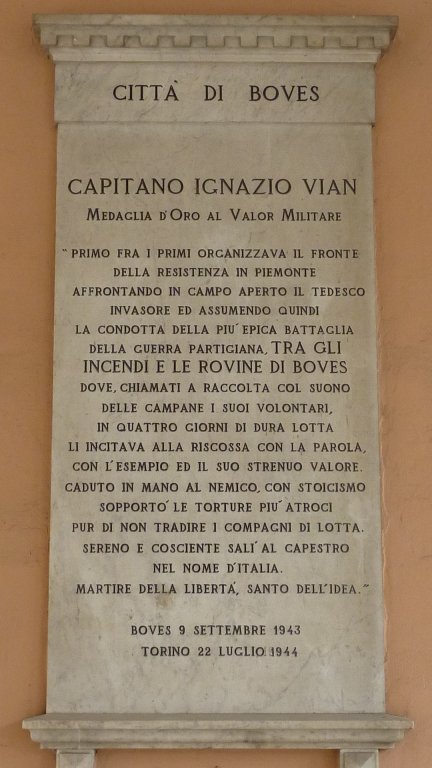 CITTÀ DI BOVES
CAPITANO IGNAZIO VIAN
MEDAGLIA D'ORO AL VALOR MILITARE
"PRIMO FRA I PRIMI ORGANIZZAVA IL FRONTE
DELLA RESISTENZA IN PIEMONTE
AFFRONTANDO IN CAMPO APERTO IL TEDESCO
INVASORE ED ASSUMENDO QUINDI
LA CONDOTTA DELLA PIU' EPICA BATTAGLIA
DELLA GUERRA PARTIGIANA, TRA GLI
INCENDI E LE ROVINE DI BOVES
DOVE, CHIAMATI A RACCOLTA COL SUONO
DELLE CAMPANE I SUOI VOLONTARI,
IN QUATTRO GIORNI DI DURA LOTTA
LI INCITAVA ALLA RISCOSSA CON LA PAROLA,
CON L'ESEMPIO ED IL SUO STRENUO VALORE.
CADUTO IN MANO AL NEMICO, CON STOICISMO
SOPPORTO' LE TORTURE PIU' ATROCI
PUR DI NON TRADIRE I COMPAGNI DI LOTTA.
SERENO E COSCIENTE SALI' AL CAPESTRO
NEL NOME D'ITALIA.
MARTIRE DELLA LIBERTA', SANTO DELL'IDEA."
BOVES 9 SETTEMBRE 1943
TORINO 22 LUGLIO 1944